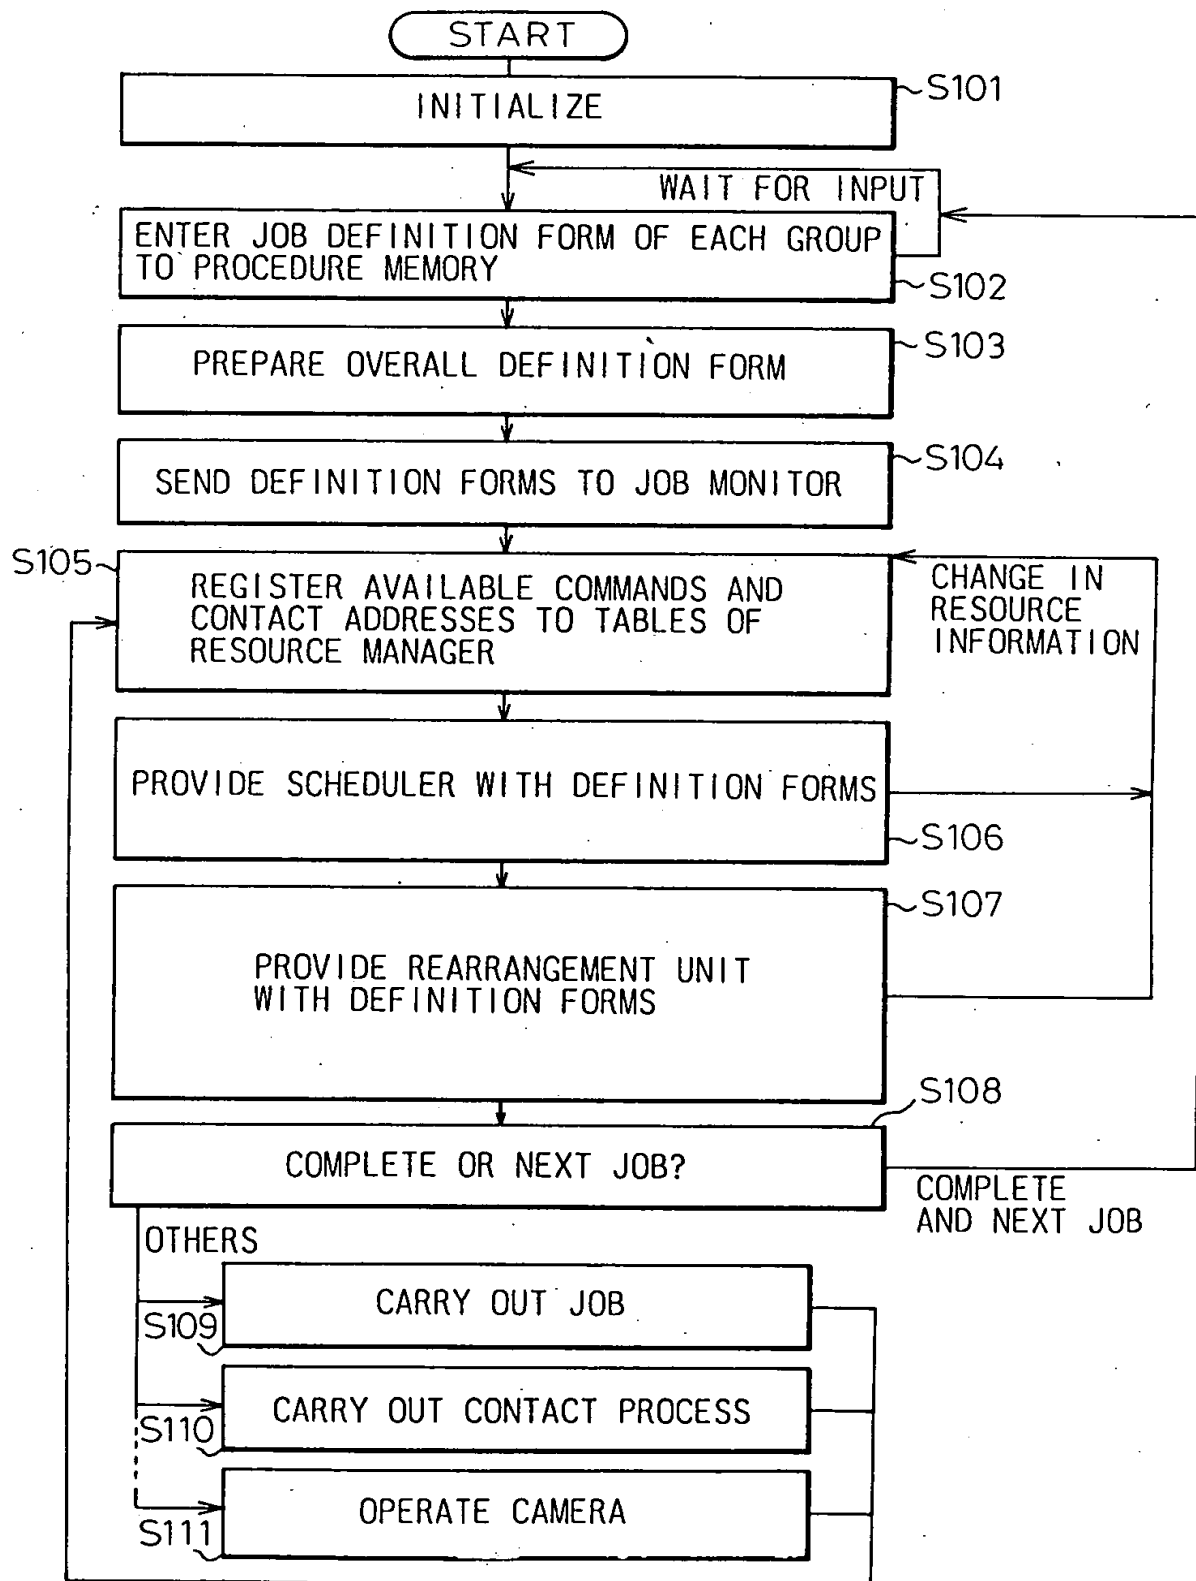 START
INITIALIZE
S101
WAIT FOR INPUT
ENTER JOB DEFINITION FORM OF EACH GROUP
TO PROCEDURE MEMORY
S102
PREPARE OVERALL DEFINITION FORM
S103
SEND DEFINITION FORMS TO JOB MONITOR
S104
S105
REGISTER AVAILABLE COMMANDS AND
CONTACT ADDRESSES TO TABLES OF
RESOURCE MANAGER
CHANGE IN
RESOURCE
INFORMATION
PROVIDE SCHEDULER WITH DEFINITION FORMS
S106
S107
PROVIDE REARRANGEMENT UNIT
WITH DEFINITION FORMS
S108
COMPLETE OR NEXT JOB?
COMPLETE
AND NEXT JOB
OTHERS
CARRY OUT JOB
S109
CARRY OUT CONTACT PROCESS
S110
OPERATE CAMERA
S111